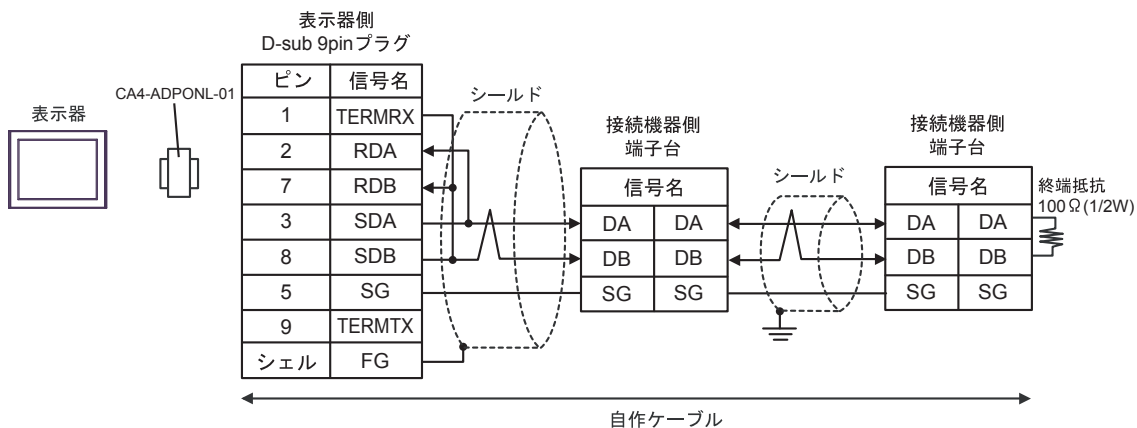 表示器側
D-sub 9pinプラグ
CA4-ADPONL-01
表示器
ピン 信号名
1 TERMRX
2 RDA
7 RDB
3 SDA
8 SDB
5 SG
9 TERMTX
シェル FG
シールド
接続機器側
端子台
信号名
DA DA
DB DB
SG SG
シールド
接続機器側
端子台
信号名
DA DA
DB DB
SG SG
終端抵抗
100Ω(1/2W)
自作ケーブル